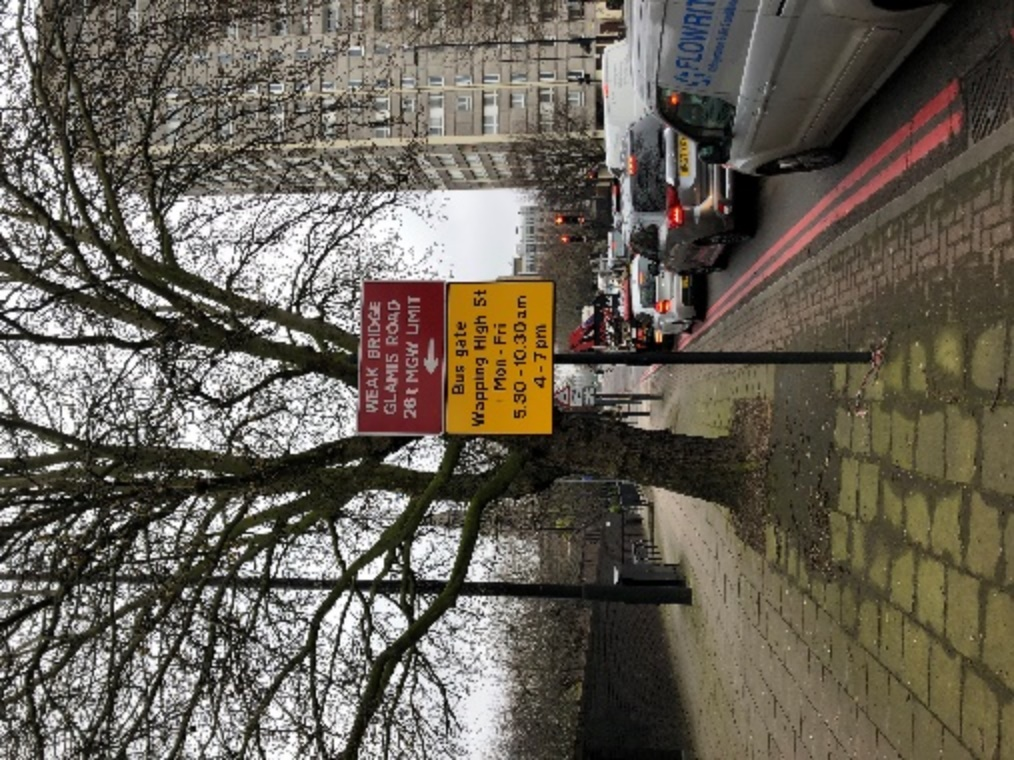 WEAK BRIDGE
GLAMIS ROAD
26t MGW LIMIT
Bus gate
Wapping High St
Mon - Fri
5.30 - 10.30am
4 - 7pm
FLOWRITE